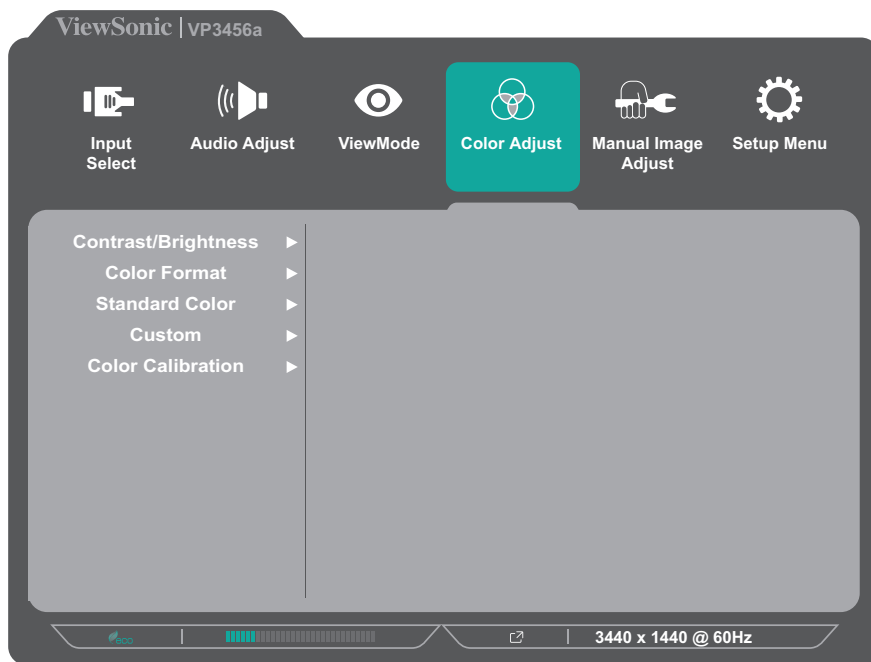 ViewSonic | VP3456a
Input Select
Audio Adjust
ViewMode
Color Adjust
Manual Image Adjust
Setup Menu
Contrast/Brightness
Color Format
Standard Color
Custom
Color Calibration
eco
3440 x 1440 @ 60Hz